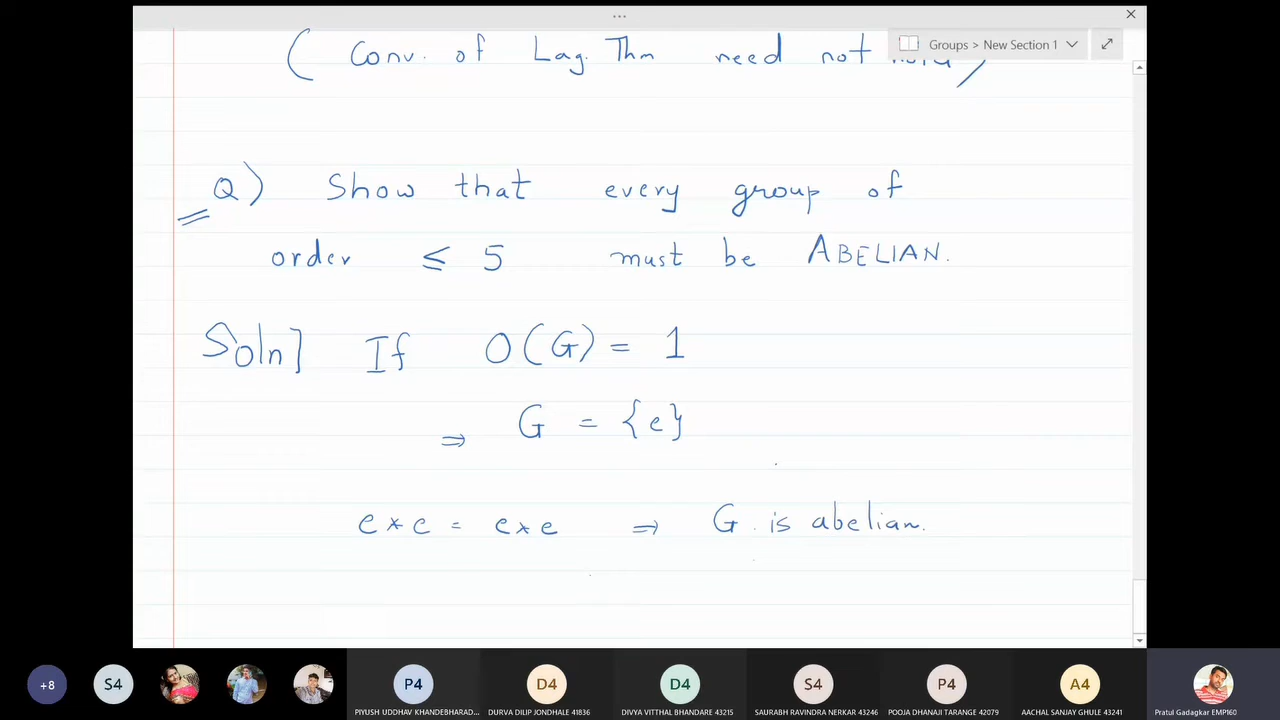 Groups > New Section 1
( Conv. of Lag. Thm need not hold )
Q) Show that every group of
order ≤ 5 must be ABELIAN.
Soln] If O(G) = 1
⇒ G = {e}
e * e = e * e ⇒ G is abelian.
+8 S4 P4 D4 D4 S4 P4 A4
PIYUSH UDDHAV KHANDEBHARAD... DURVA DILIP JONDHALE 41836 DIVYA VITTHAL BHANDARE 43215 SAURABH RAVINDRA NERKAR 43246 POOJA DHANAJI TARANGE 42079 AACHAL SANJAY GHULE 43241 Pratul Gadagkar EMP160